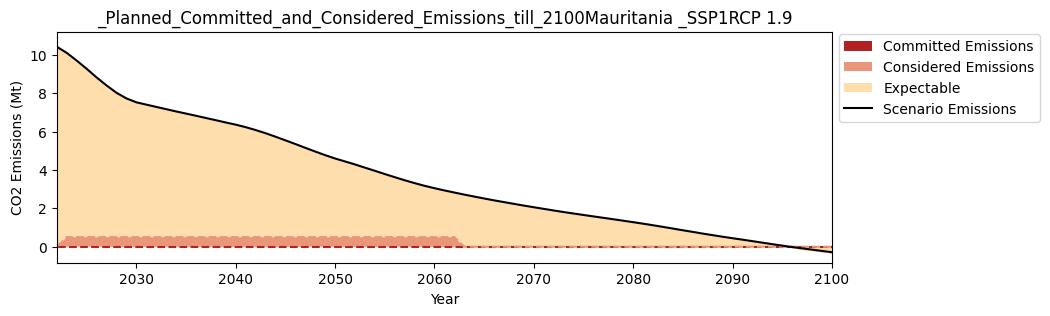 _Planned_Committed_and_Considered_Emissions_till_2100Mauritania _SSP1RCP 1.9
CO2 Emissions (Mt)
10
8
6
4
2
0
2030 2040 2050 2060 2070 2080 2090 2100
Year
Committed Emissions
Considered Emissions
Expectable
Scenario Emissions